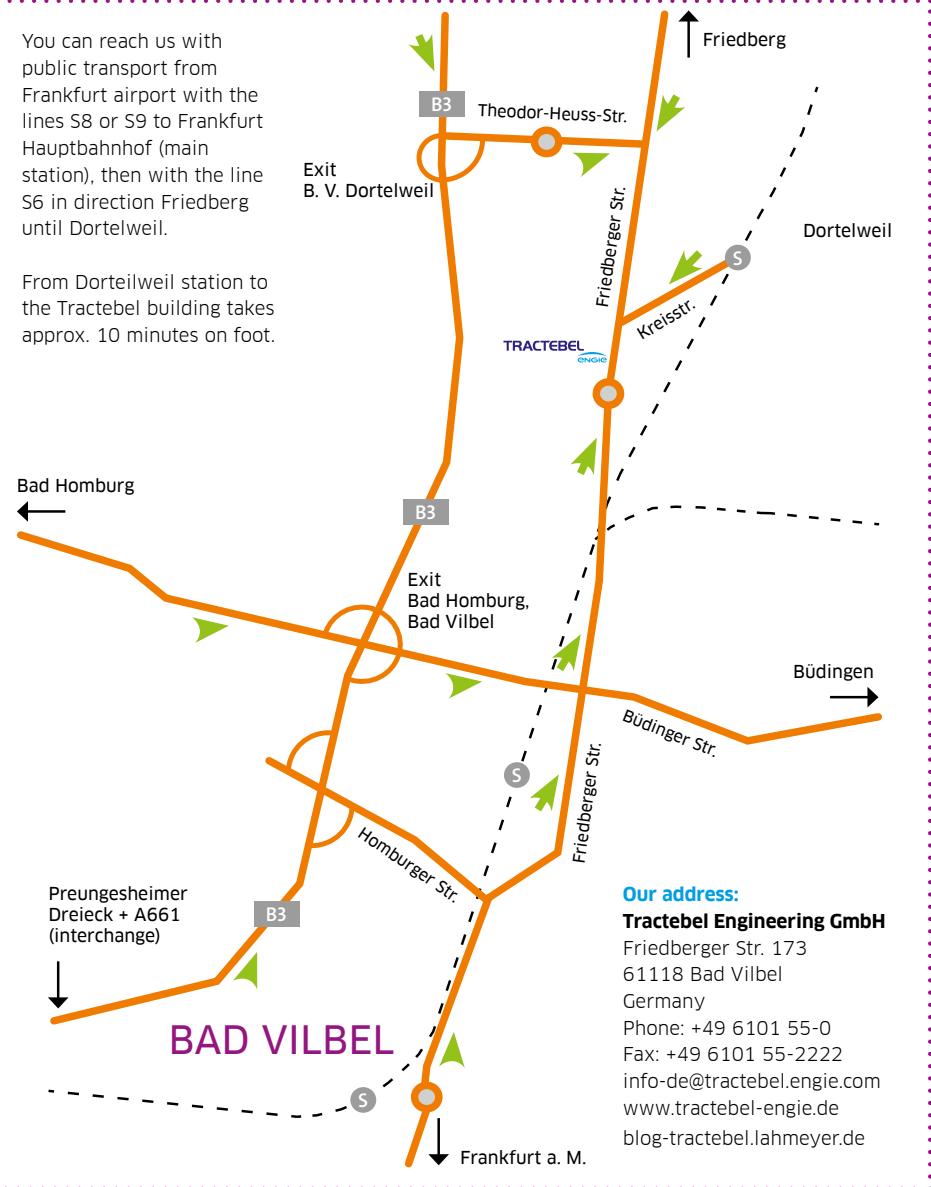 You can reach us with
public transport from
Frankfurt airport with the
lines S8 or S9 to Frankfurt
Hauptbahnhof (main
station), then with the line
S6 in direction Friedberg
until Dortelweil.
From Dorteilweil station to
the Tractebel building takes
approx. 10 minutes on foot.
Friedberg
B3
Theodor-Heuss-Str.
Exit
B. V. Dortelweil
Friedberger Str.
Dortelweil
S
Kreisstr.
TRACTEBEL
ENGIE
Bad Homburg
B3
Exit
Bad Homburg,
Bad Vilbel
Büdingen
Büdinger Str.
S
Friedberger Str.
Homburger Str.
Preungesheimer
Dreieck + A661
(interchange)
B3
BAD VILBEL
S
Frankfurt a. M.
Our address:
Tractebel Engineering GmbH
Friedberger Str. 173
61118 Bad Vilbel
Germany
Phone: +49 6101 55-0
Fax: +49 6101 55-2222
info-de@tractebel.engie.com
www.tractebel-engie.de
blog-tractebel.lahmeyer.de